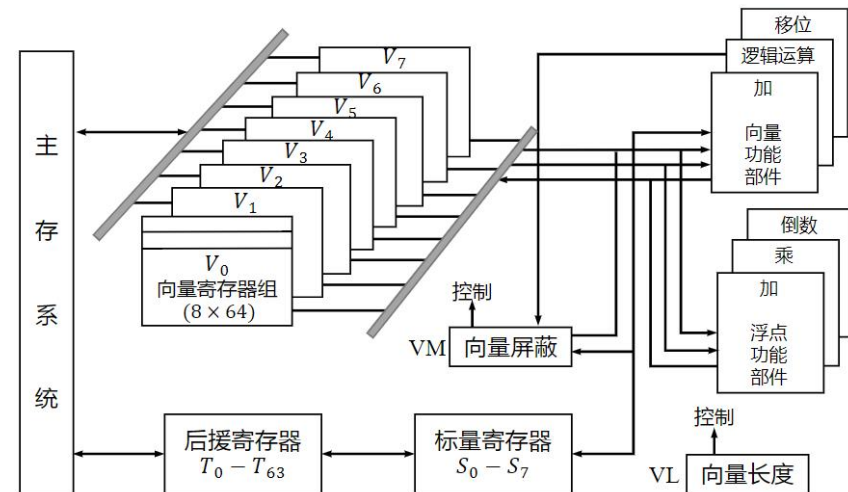 主
存
系
统
V₇
V₆
V₅
V₄
V₃
V₂
V₁
V₀
向量寄存器组
(8 × 64)
移位
逻辑运算
加
向量
功能
部件
倒数
乘
加
浮点
功能
部件
控制
VM 向量屏蔽
后援寄存器
T₀ − T₆₃
标量寄存器
S₀ − S₇
控制
VL 向量长度